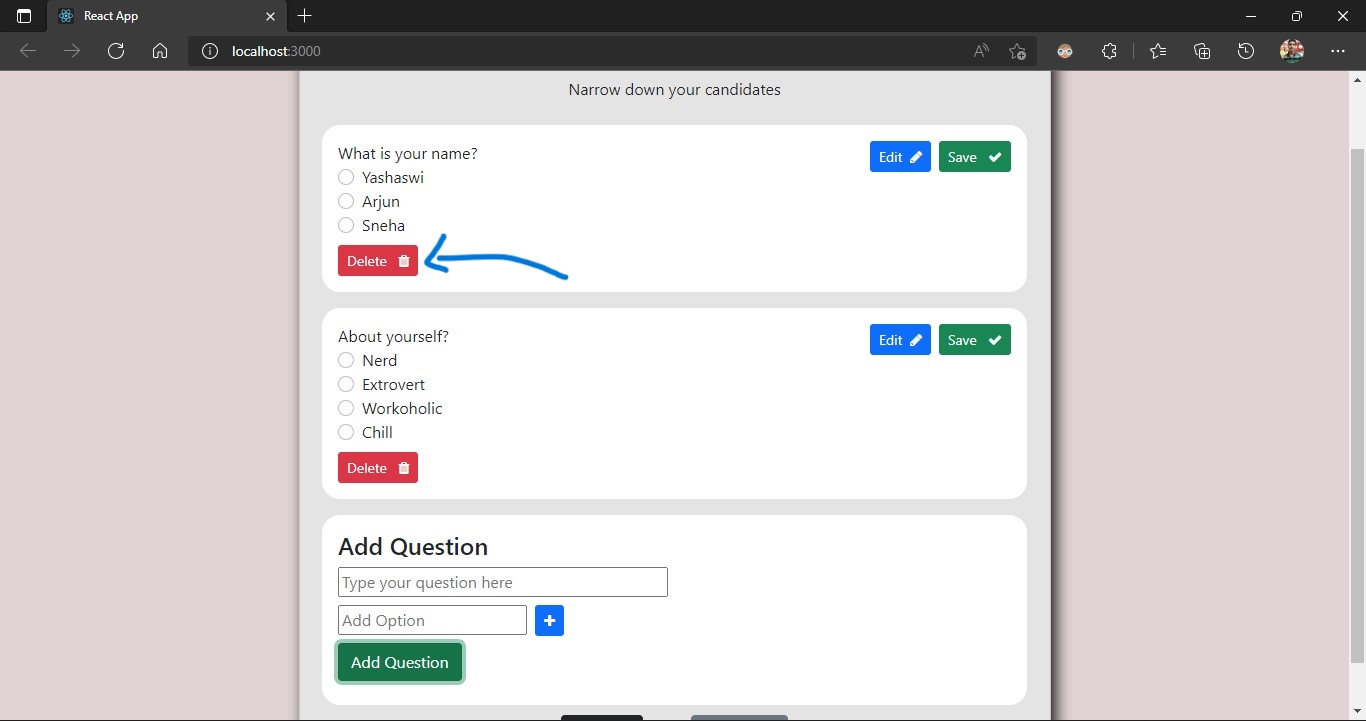 React App
localhost:3000
Narrow down your candidates
What is your name?
Edit Save
Yashaswi
Arjun
Sneha
Delete
About yourself?
Edit Save
Nerd
Extrovert
Workoholic
Chill
Delete
Add Question
Type your question here
Add Option
Add Question